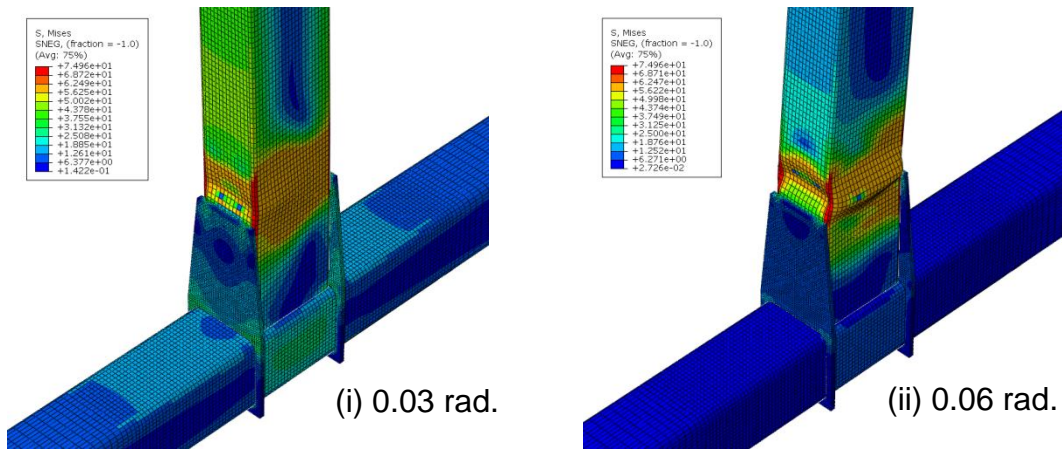 S, Mises
SNEG, (fraction = -1.0)
(Avg: 75%)
+7.496e+01
+6.872e+01
+6.249e+01
+5.625e+01
+5.002e+01
+4.378e+01
+3.755e+01
+3.132e+01
+2.508e+01
+1.885e+01
+1.261e+01
+6.377e+00
+1.422e-01
(i) 0.03 rad.
S, Mises
SNEG, (fraction = -1.0)
(Avg: 75%)
+7.496e+01
+6.871e+01
+6.247e+01
+5.622e+01
+4.998e+01
+4.374e+01
+3.749e+01
+3.125e+01
+2.500e+01
+1.876e+01
+1.252e+01
+6.271e+00
+2.726e-02
(ii) 0.06 rad.